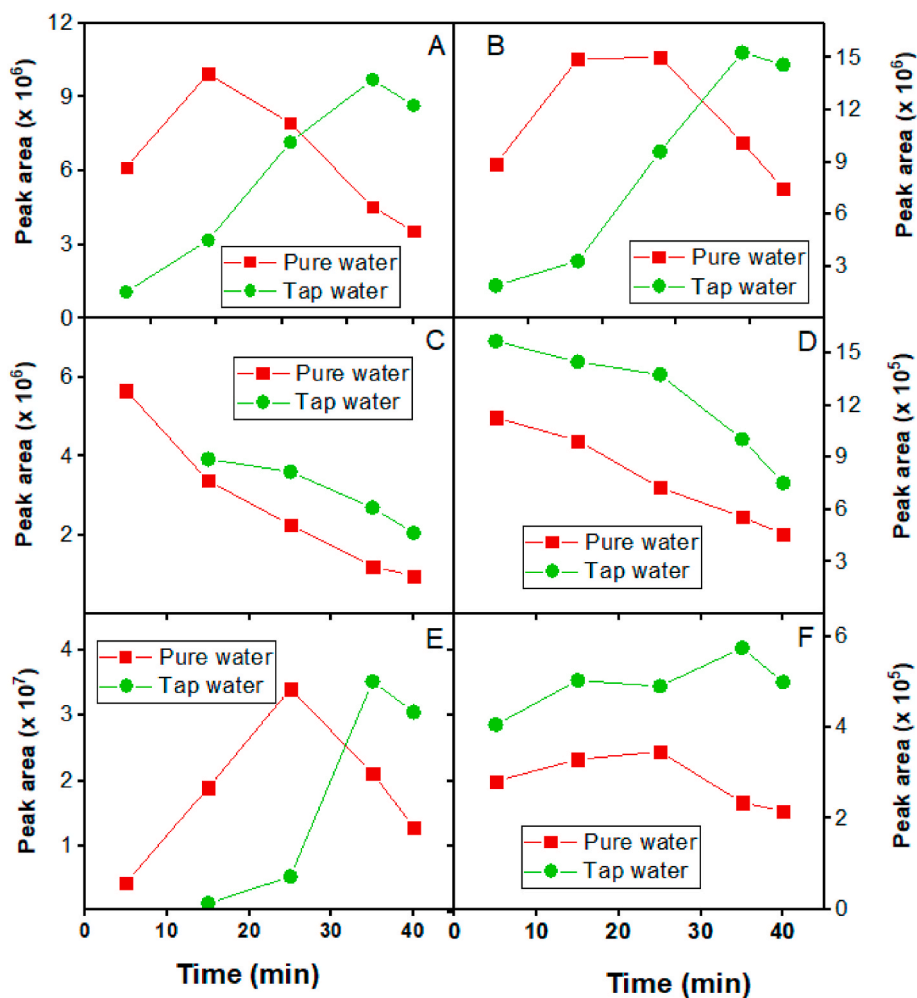 12
9
6
3
0
Peak area (x 10⁶)
A
Pure water
Tap water
B
Pure water
Tap water
15
12
9
6
3
Peak area (x 10⁶)
6
4
2
Peak area (x 10⁶)
C
Pure water
Tap water
D
Pure water
Tap water
15
12
9
6
3
Peak area (x 10⁵)
4
3
2
1
Peak area (x 10⁷)
E
Pure water
Tap water
F
Pure water
Tap water
6
4
2
0
Peak area (x 10⁵)
0 10 20 30 40
0 10 20 30 40
Time (min)
Time (min)